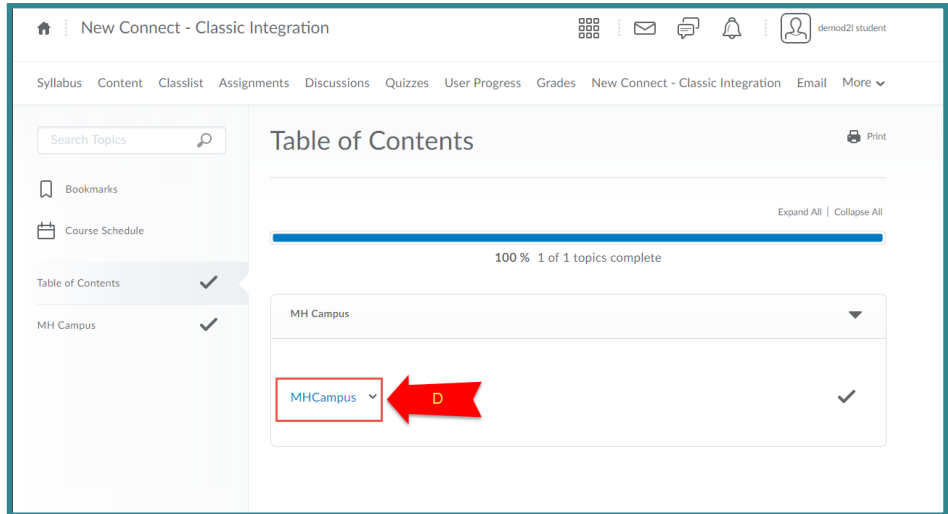 New Connect - Classic Integration
demod2l student
Syllabus Content Classlist Assignments Discussions Quizzes User Progress Grades New Connect - Classic Integration Email More
Search Topics
Table of Contents
Print
Bookmarks
Course Schedule
Expand All | Collapse All
100 % 1 of 1 topics complete
Table of Contents
MH Campus
MH Campus
MHCampus
D